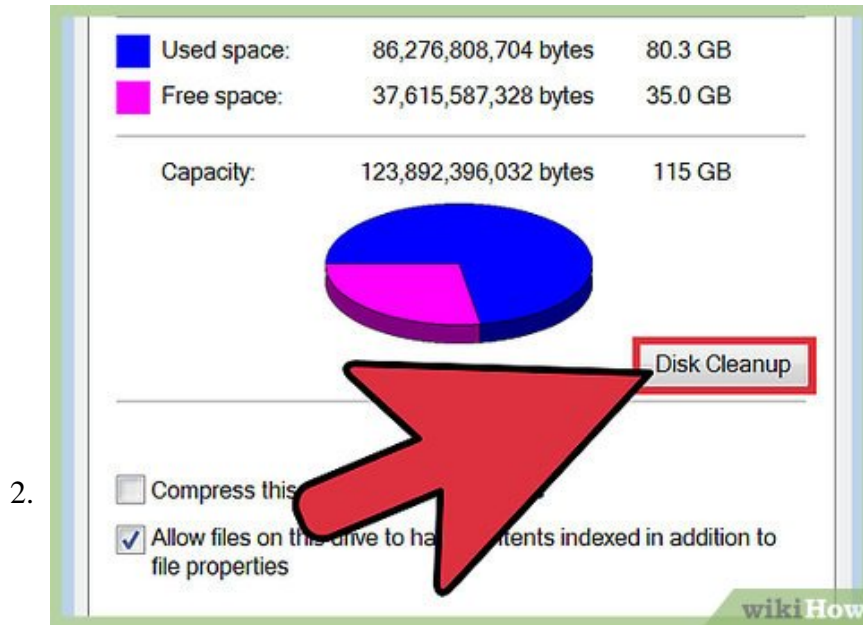 Used space: 86,276,808,704 bytes 80.3 GB
Free space: 37,615,587,328 bytes 35.0 GB
Capacity: 123,892,396,032 bytes 115 GB
Disk Cleanup
2.
Compress this
Allow files on this drive to ha tents indexed in addition to
file properties
wikiHow